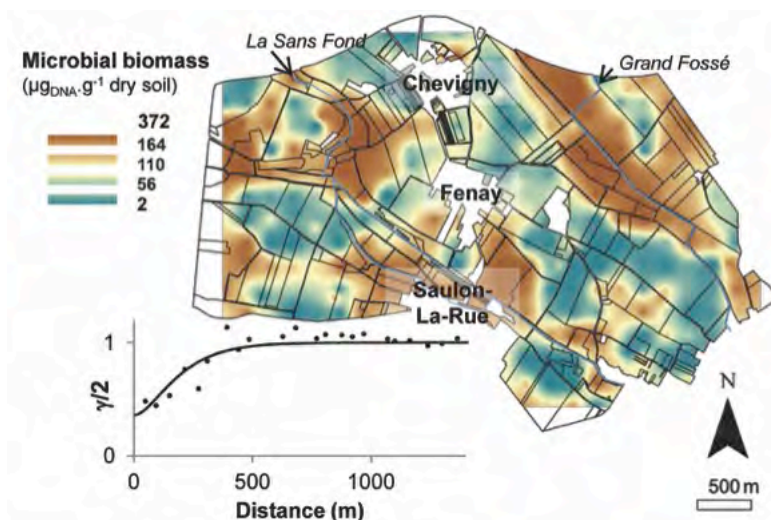 La Sans Fond
Grand Fossé
Microbial biomass
(µgDNA.g-1 dry soil)
Chevigny
372
164
110
56
2
Fenay
Saulon-
La-Rue
1
γ/2
0
0
500
1000
Distance (m)
N
500 m